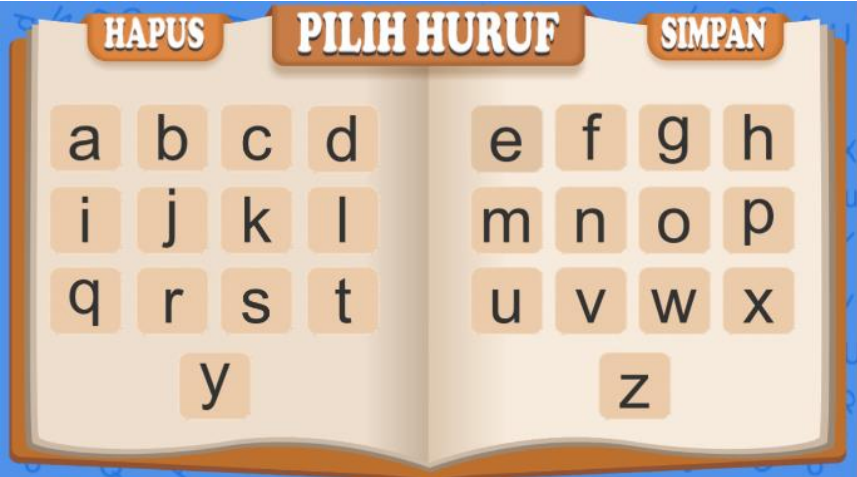 HAPUS PILIH HURUF SIMPAN
a b c d e f g h
i j k l m n o p
q r s t u v w x
y z